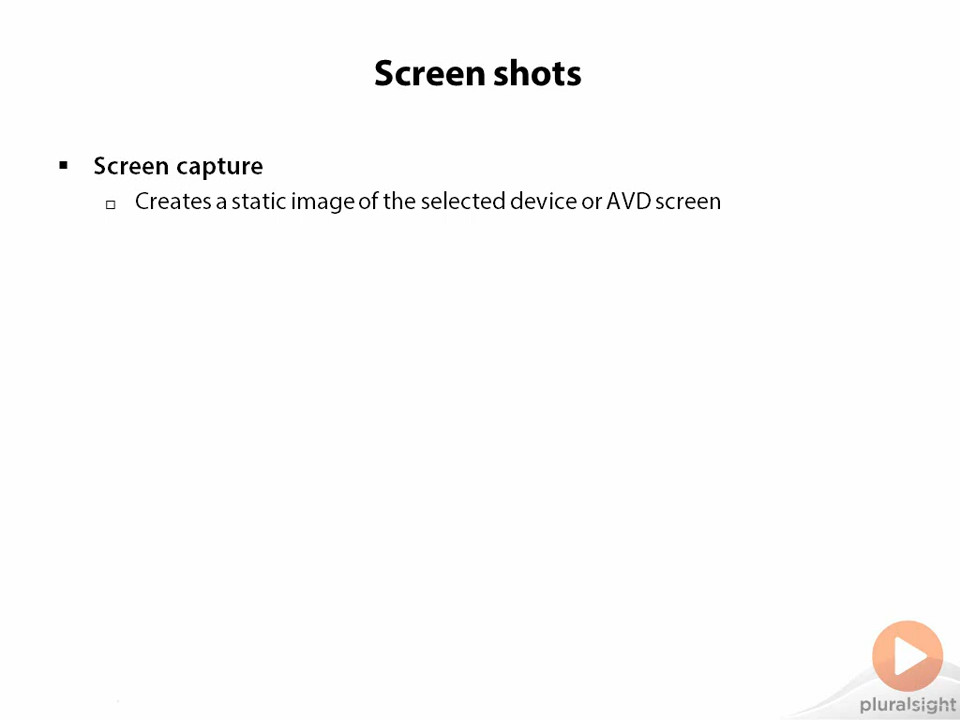 Screen shots
Screen capture
Creates a static image of the selected device or AVD screen
pluralsight